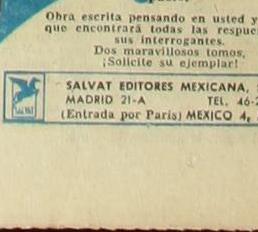 Obra escrita pensando en usted y
que encontrará todas las respue
sus interrogantes.
Dos maravillosos tomos,
¡Solicite su ejemplar!
SALVAT EDITORES MEXICANA,
MADRID 21-A TEL. 46-2
(Entrada por París) MEXICO 4,